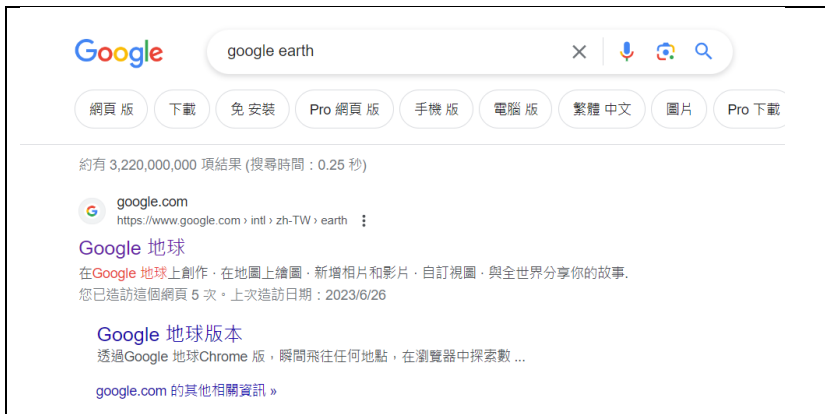 Google
google earth
網頁 版
下載
免 安裝
Pro 網頁 版
手機 版
電腦 版
繁體 中文
圖片
Pro 下載
約有 3,220,000,000 項結果 (搜尋時間：0.25 秒)
google.com
https://www.google.com › intl › zh-TW › earth
Google 地球
在Google 地球上創作 · 在地圖上繪圖 · 新增相片和影片 · 自訂視圖 · 與全世界分享你的故事.
您已造訪這個網頁 5 次。上次造訪日期：2023/6/26
Google 地球版本
透過Google 地球Chrome 版，瞬間飛往任何地點，在瀏覽器中探索數 ...
google.com 的其他相關資訊 »